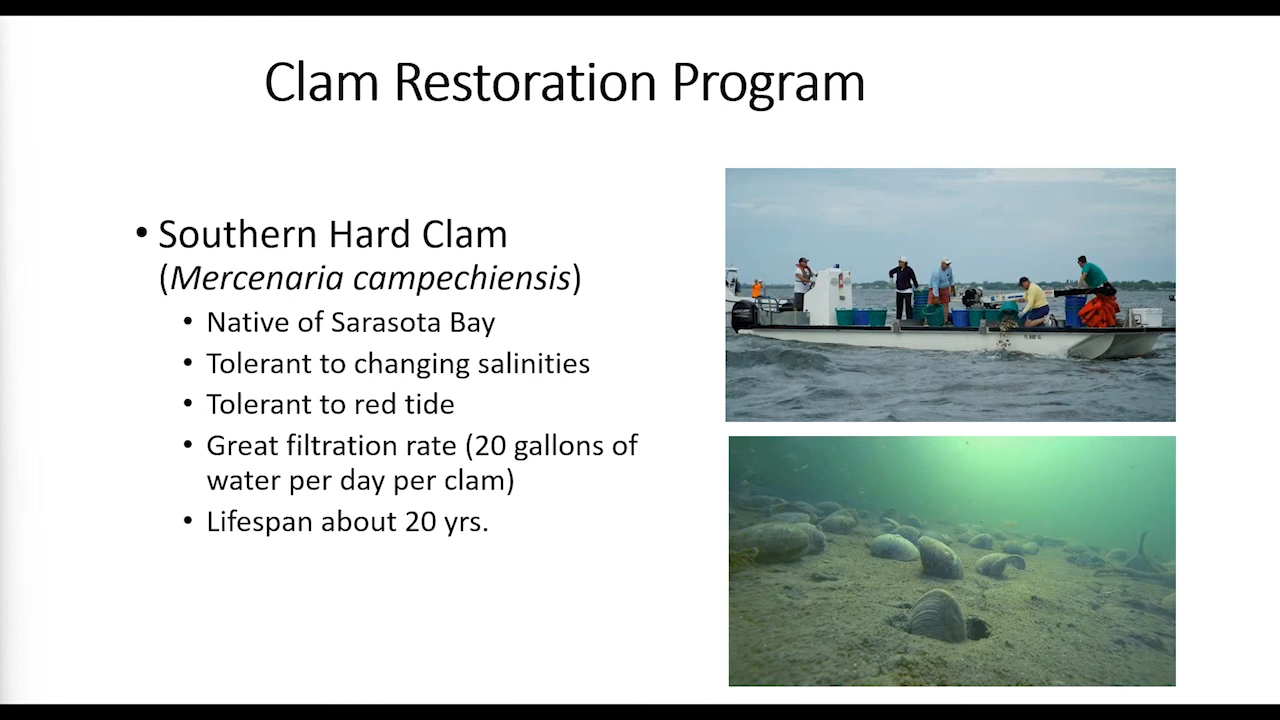 Clam Restoration Program
• Southern Hard Clam
(Mercenaria campechiensis)
• Native of Sarasota Bay
• Tolerant to changing salinities
• Tolerant to red tide
• Great filtration rate (20 gallons of
water per day per clam)
• Lifespan about 20 yrs.